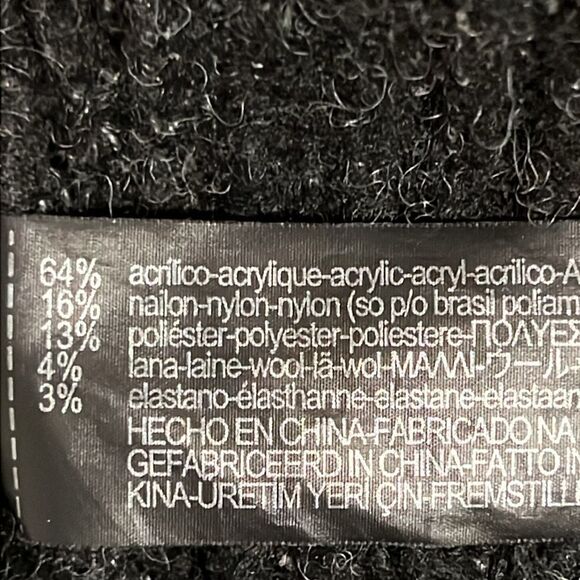 64% acrílico-acrylique-acrylic-acryl-acrilico-A
16% nailon-nylon-nylon (so p/o brasil poliam
13% poliéster-polyester-poliestere-ΠΟΛΥΕΣ
4% lana-laine-wool-lã-wol-ΜΑΛΛΙ-ウール-
3% elastano-élasthanne-elastane-elastaan
HECHO EN CHINA-FABRICADO NA
GEFABRICEERD IN CHINA-FATTO IN
KINA-ÜRETIM YERİ ÇIN-FREMSTILLE